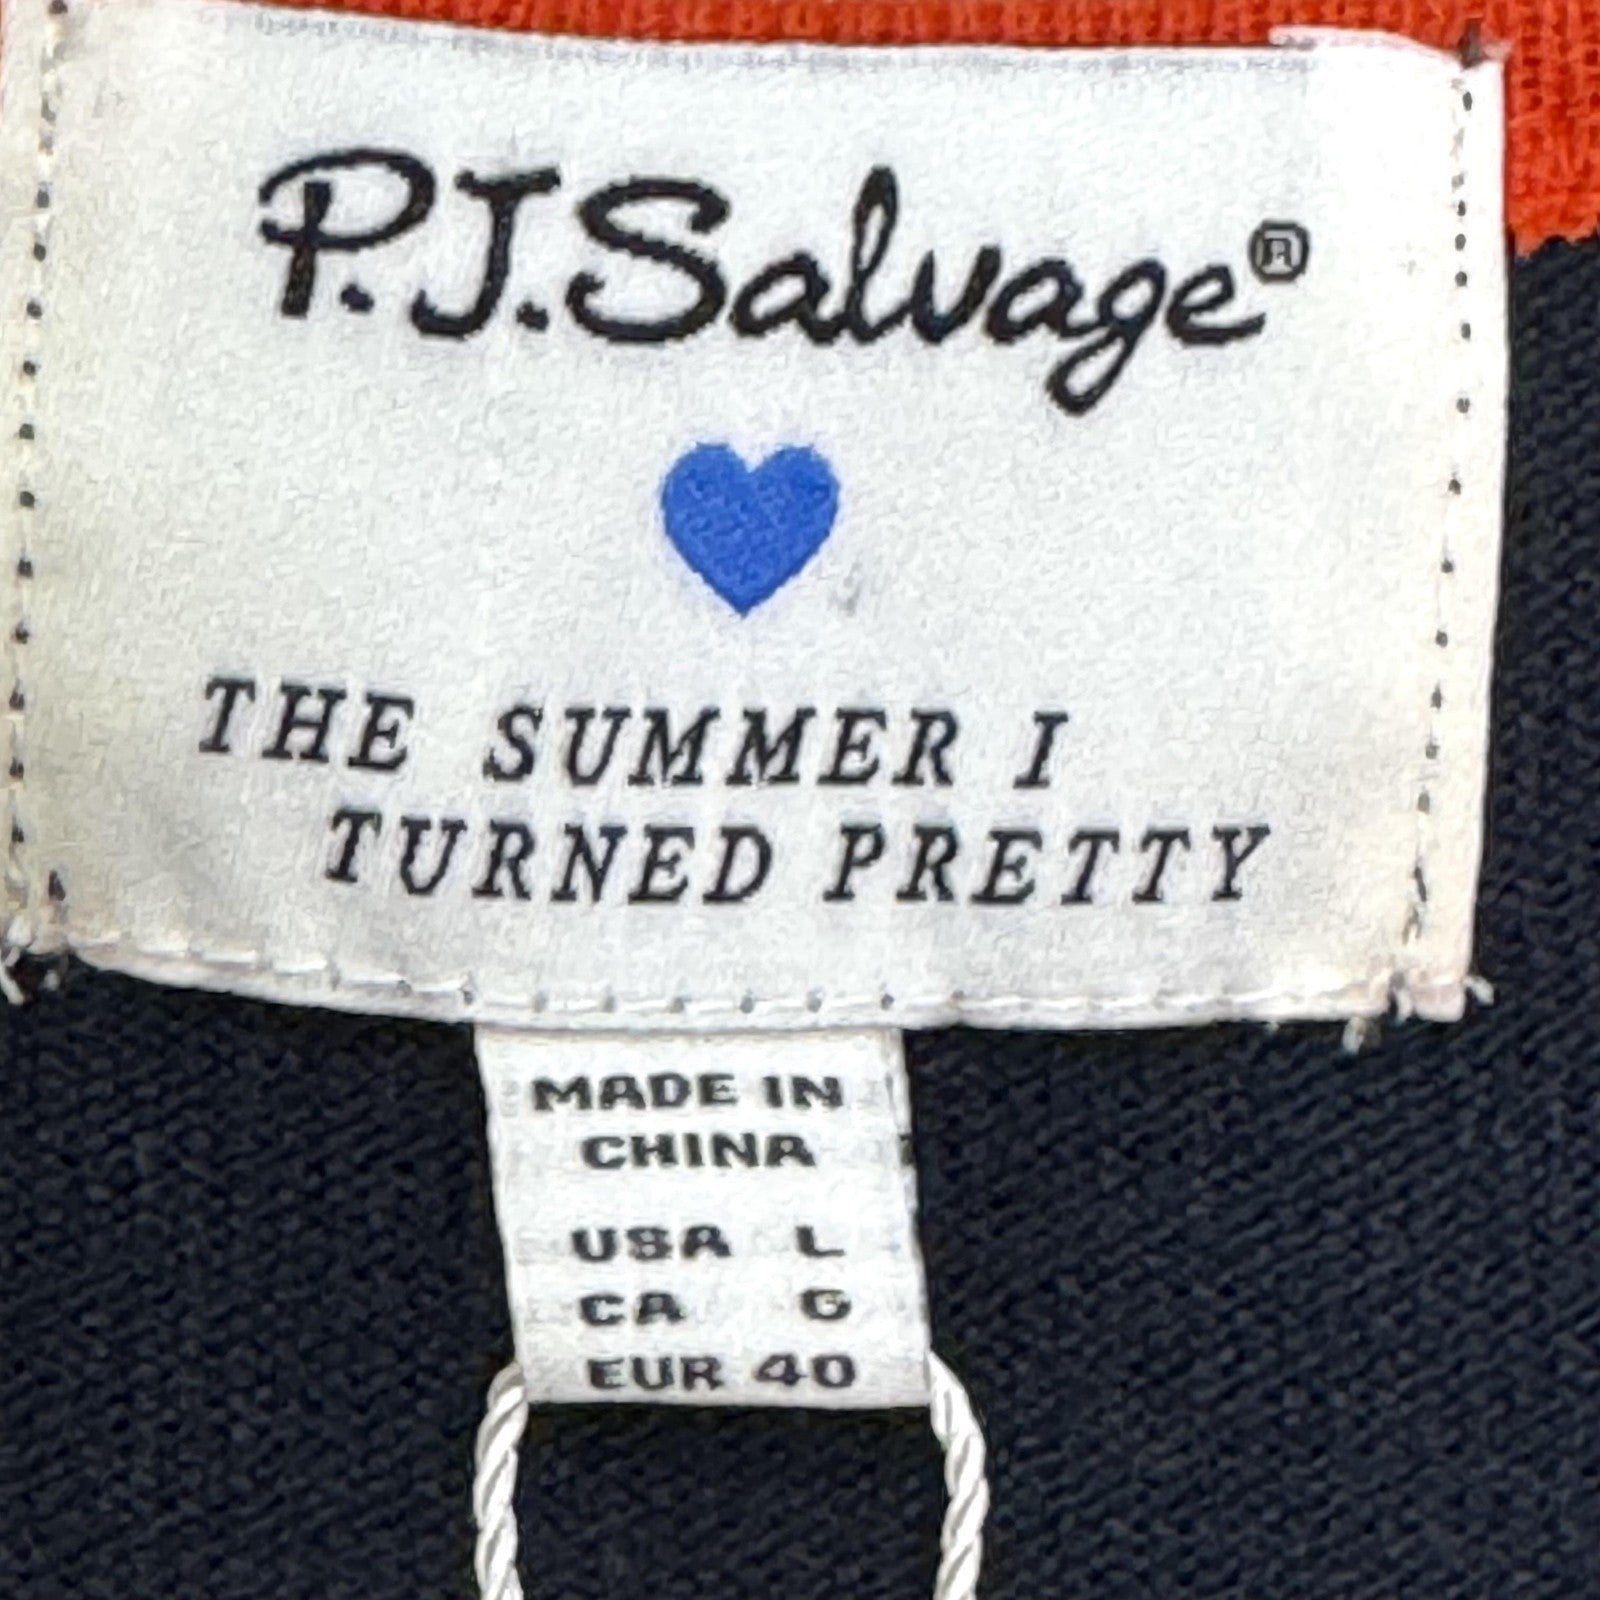 P.J.Salvage®
THE SUMMER I
TURNED PRETTY
MADE IN
CHINA
USA L
CA G
EUR 40